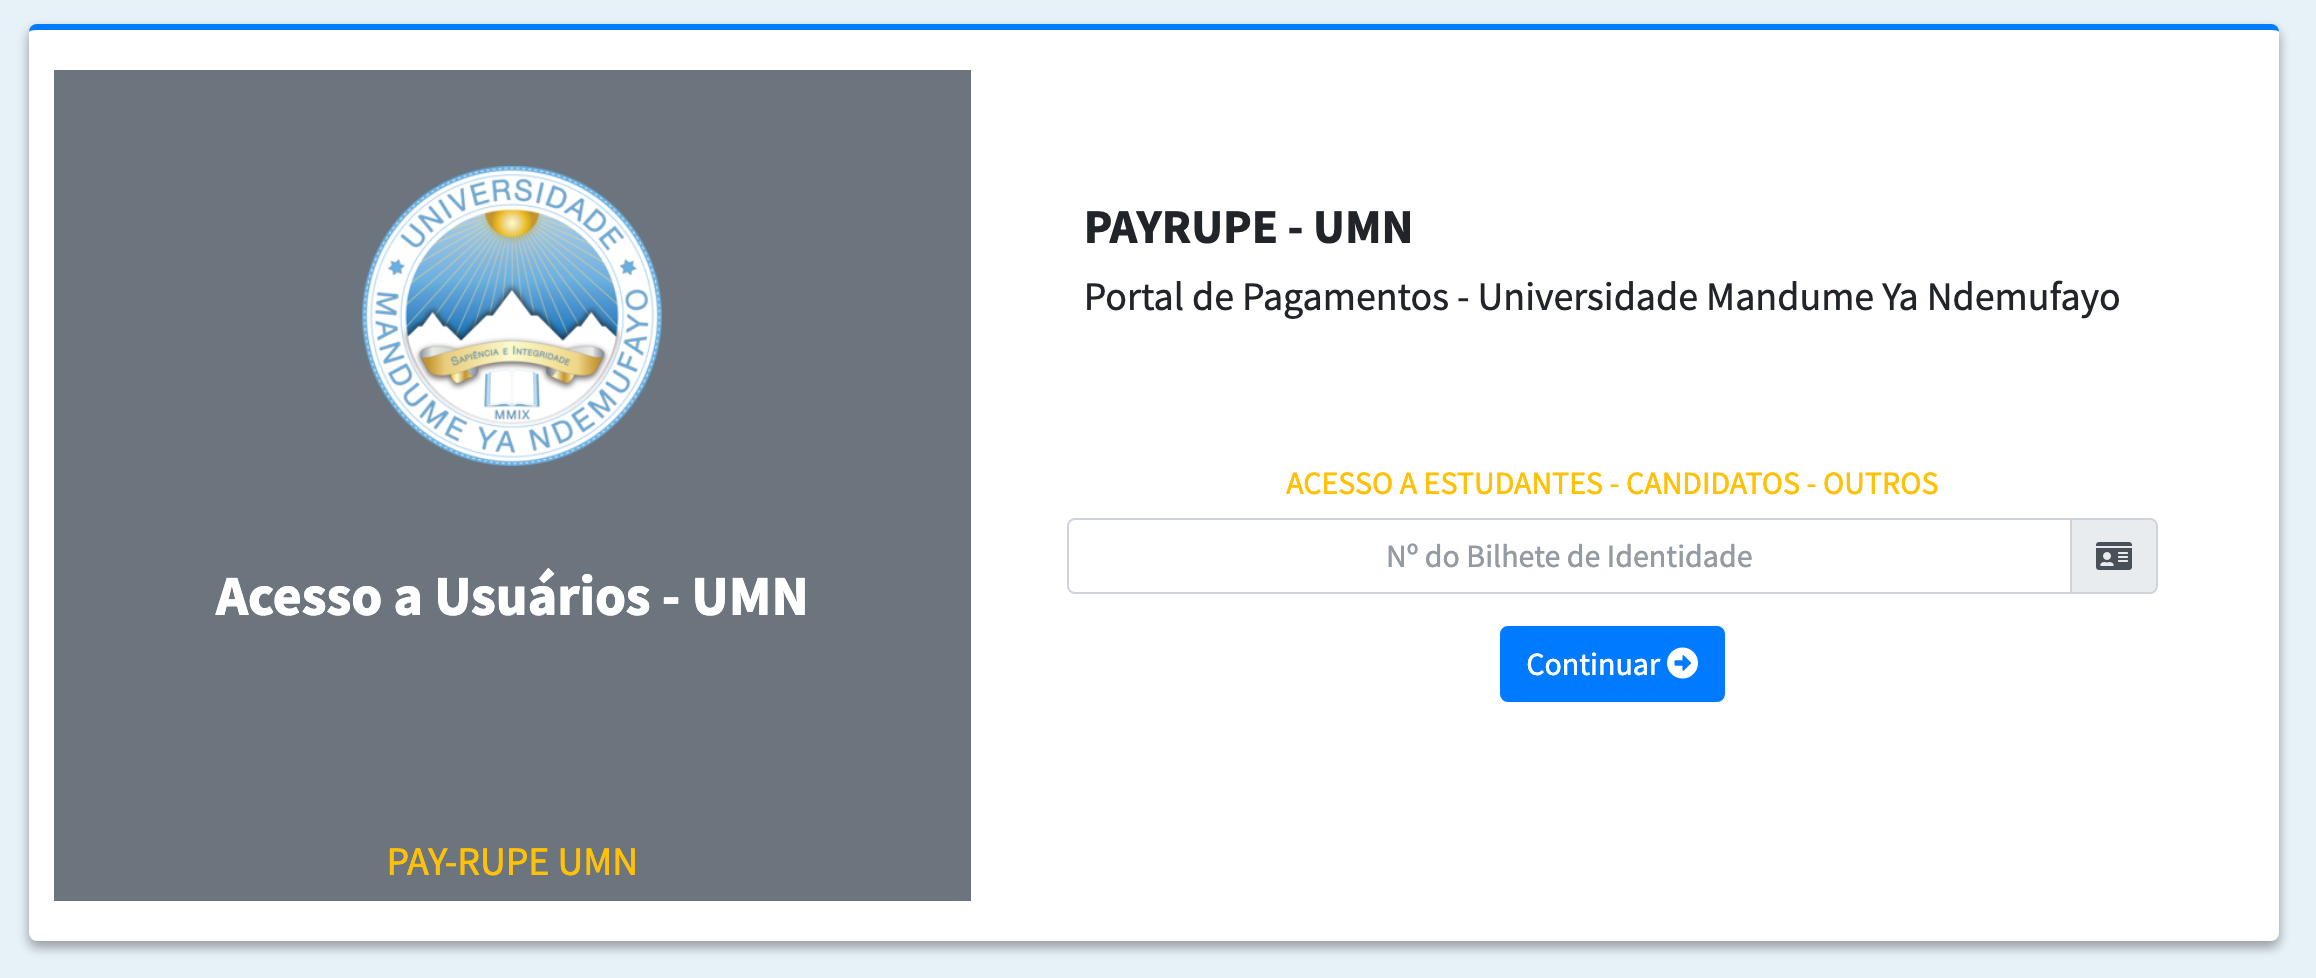 UNIVERSIDADE
MANDUME YA NDEMUFAYO
SAPIÊNCIA E INTEGRIDADE
MMIX
Acesso a Usuários - UMN
PAY-RUPE UMN
PAYRUPE - UMN
Portal de Pagamentos - Universidade Mandume Ya Ndemufayo
ACESSO A ESTUDANTES - CANDIDATOS - OUTROS
Nº do Bilhete de Identidade
Continuar